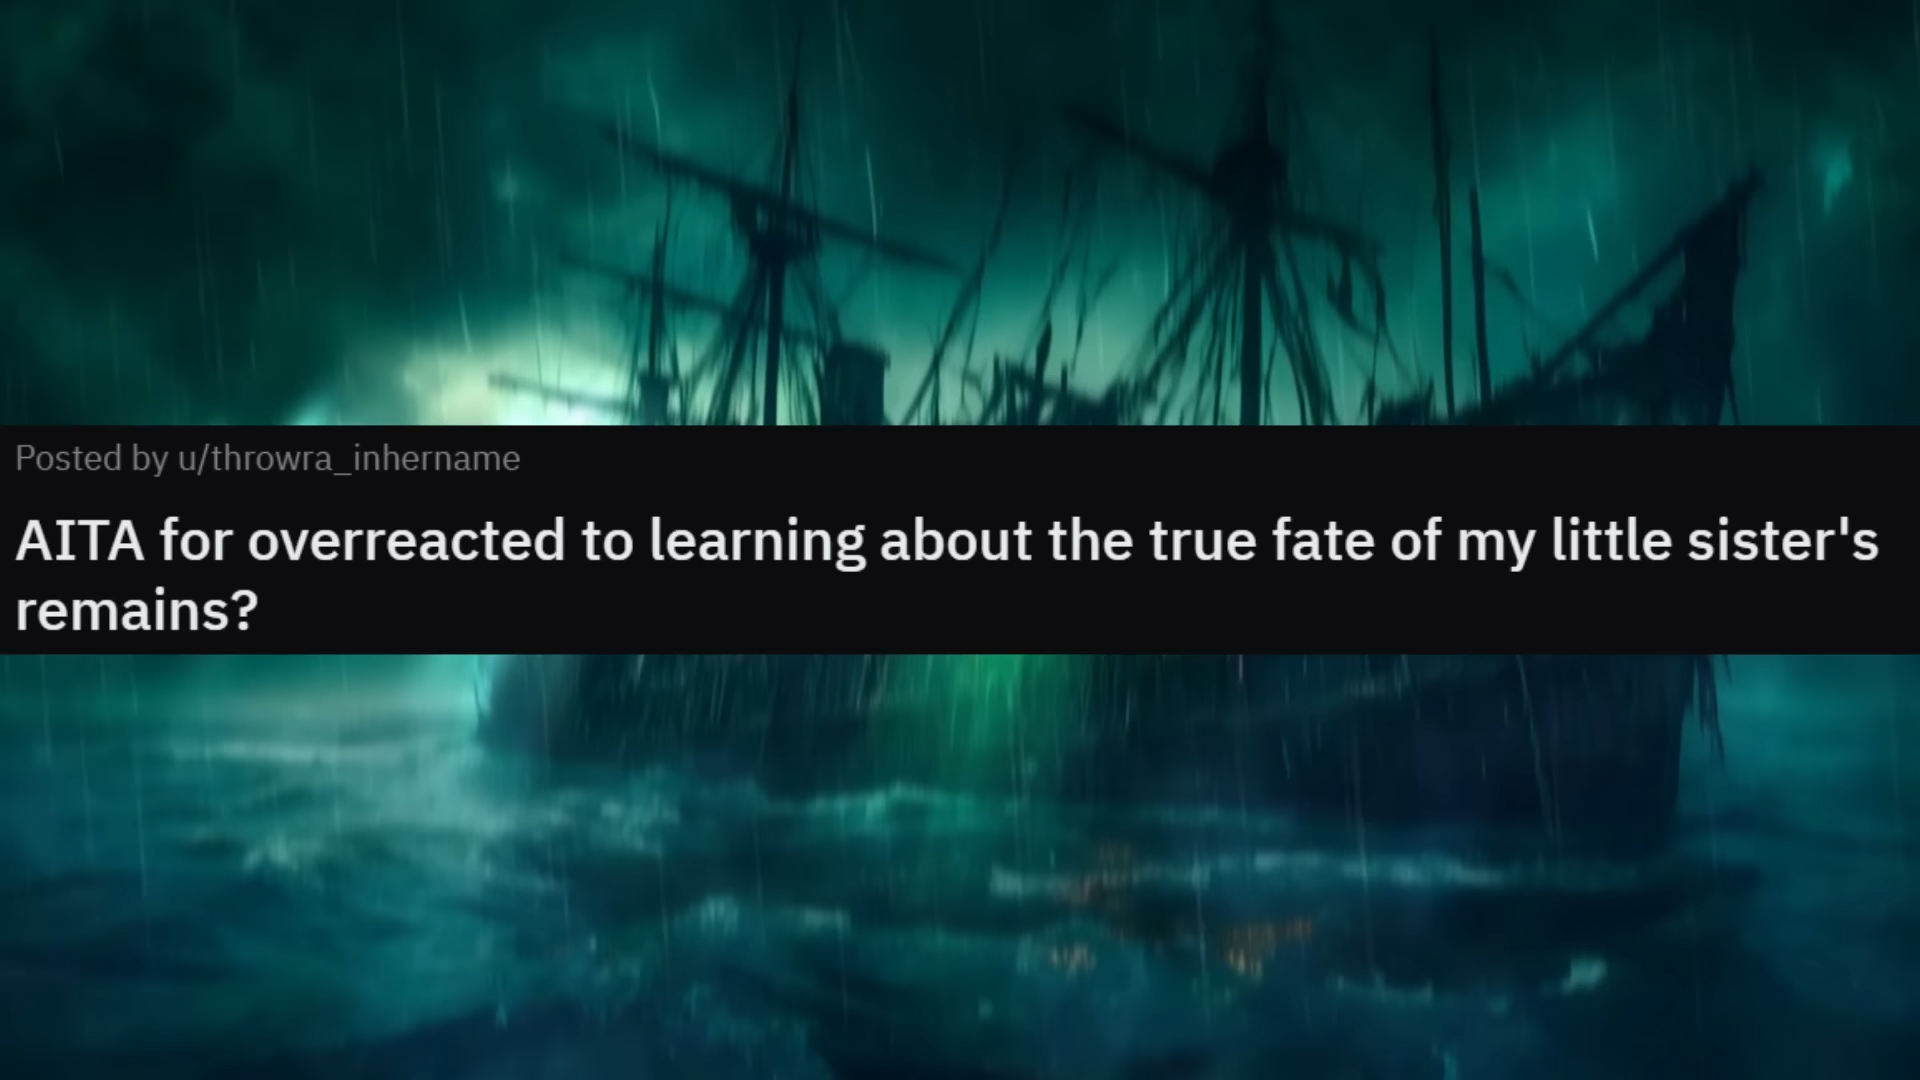 Posted by u/throwra_inhername
AITA for overreacted to learning about the true fate of my little sister's
remains?